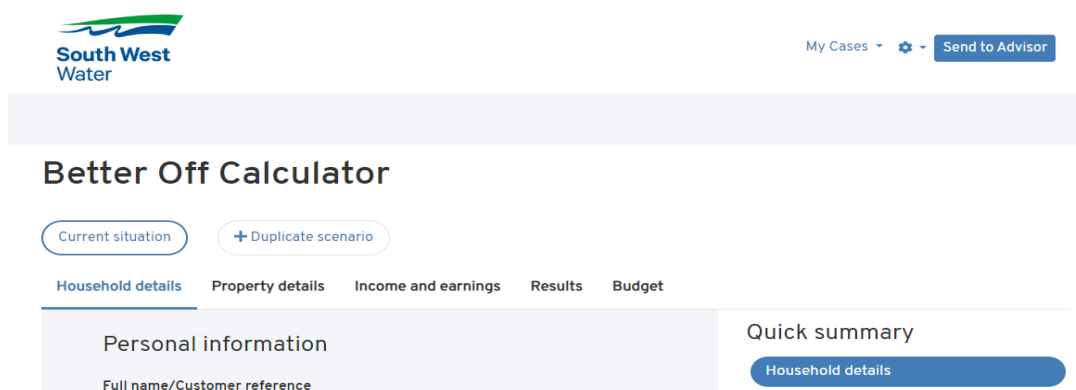 South West
Water
My Cases
Send to Advisor
Better Off Calculator
Current situation
Duplicate scenario
Household details Property details Income and earnings Results Budget
Personal information
Quick summary
Household details
Full name/Customer reference